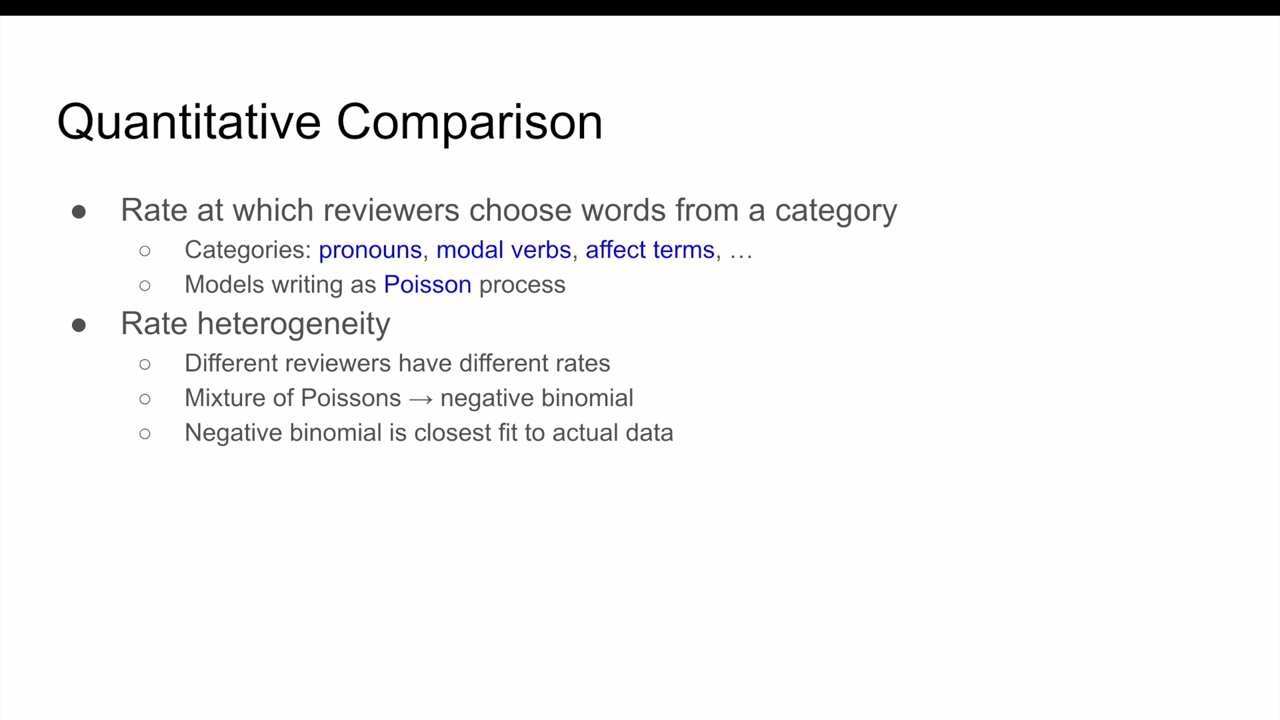 Quantitative Comparison
● Rate at which reviewers choose words from a category
○ Categories: pronouns, modal verbs, affect terms, …
○ Models writing as Poisson process
● Rate heterogeneity
○ Different reviewers have different rates
○ Mixture of Poissons → negative binomial
○ Negative binomial is closest fit to actual data